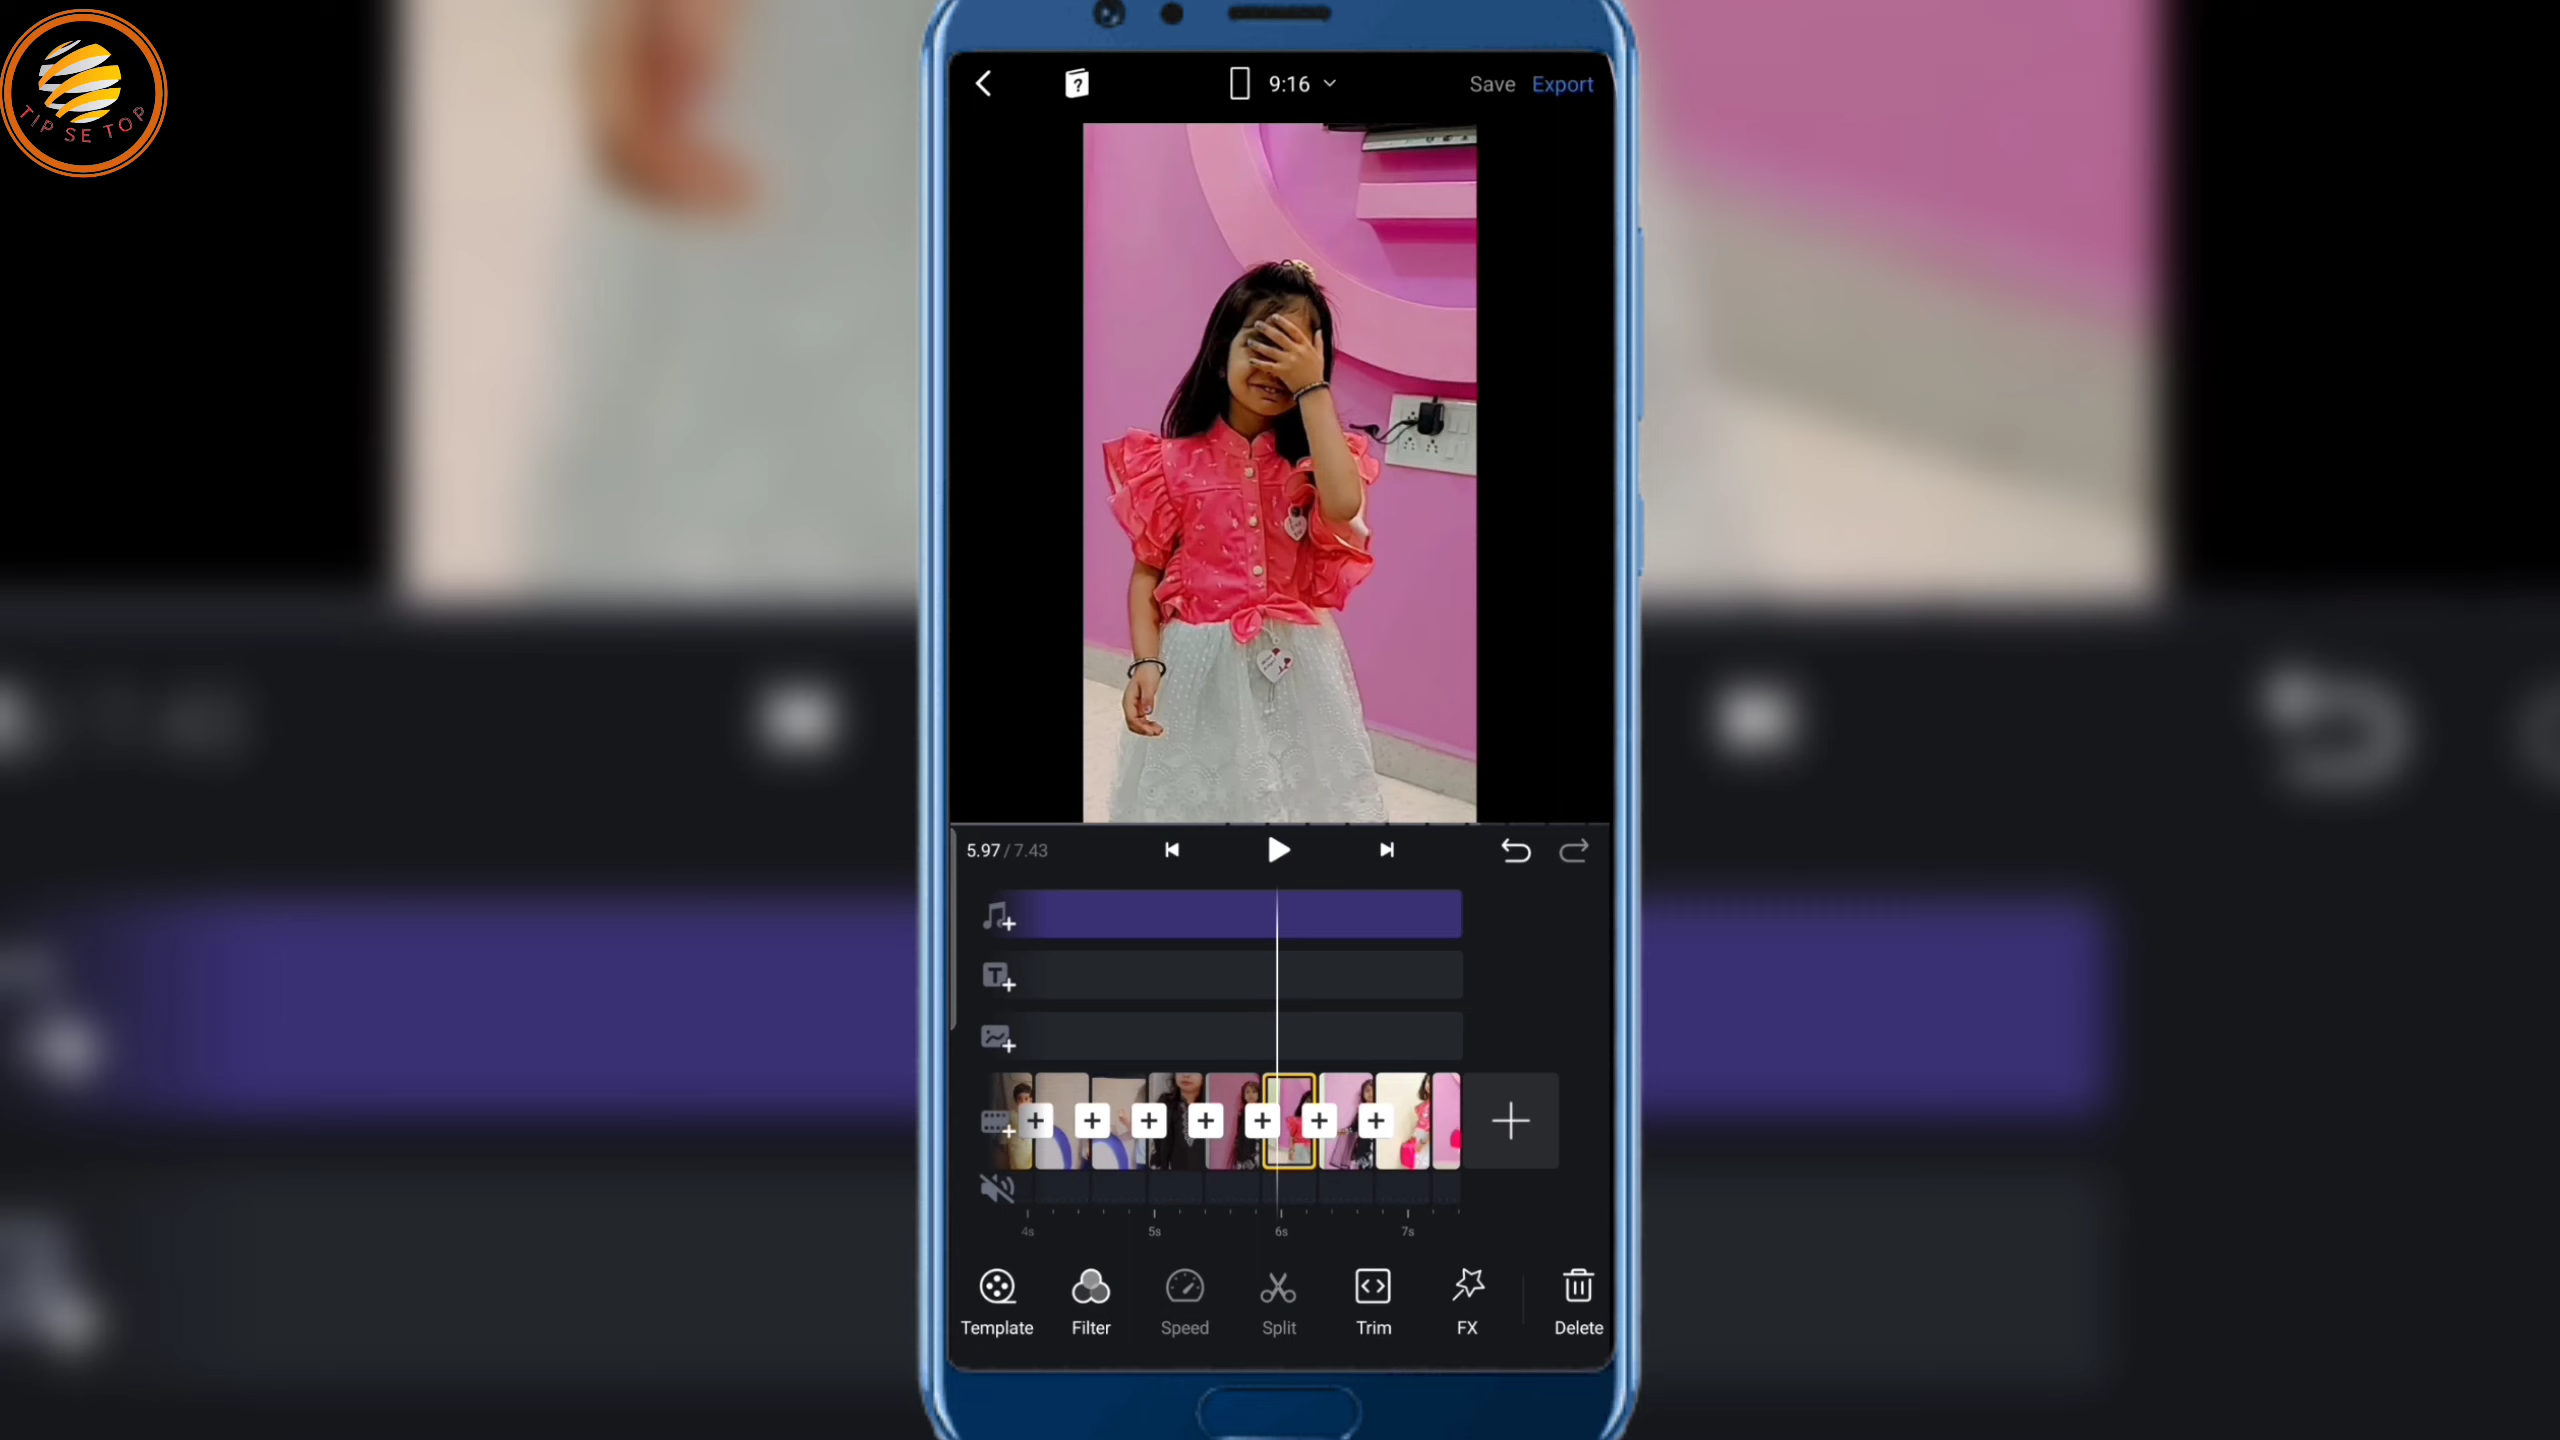 TIP SE TOP
9:16
Save
Export
5.97 / 7.43
4s
5s
6s
7s
Template
Filter
Speed
Split
Trim
FX
Delete